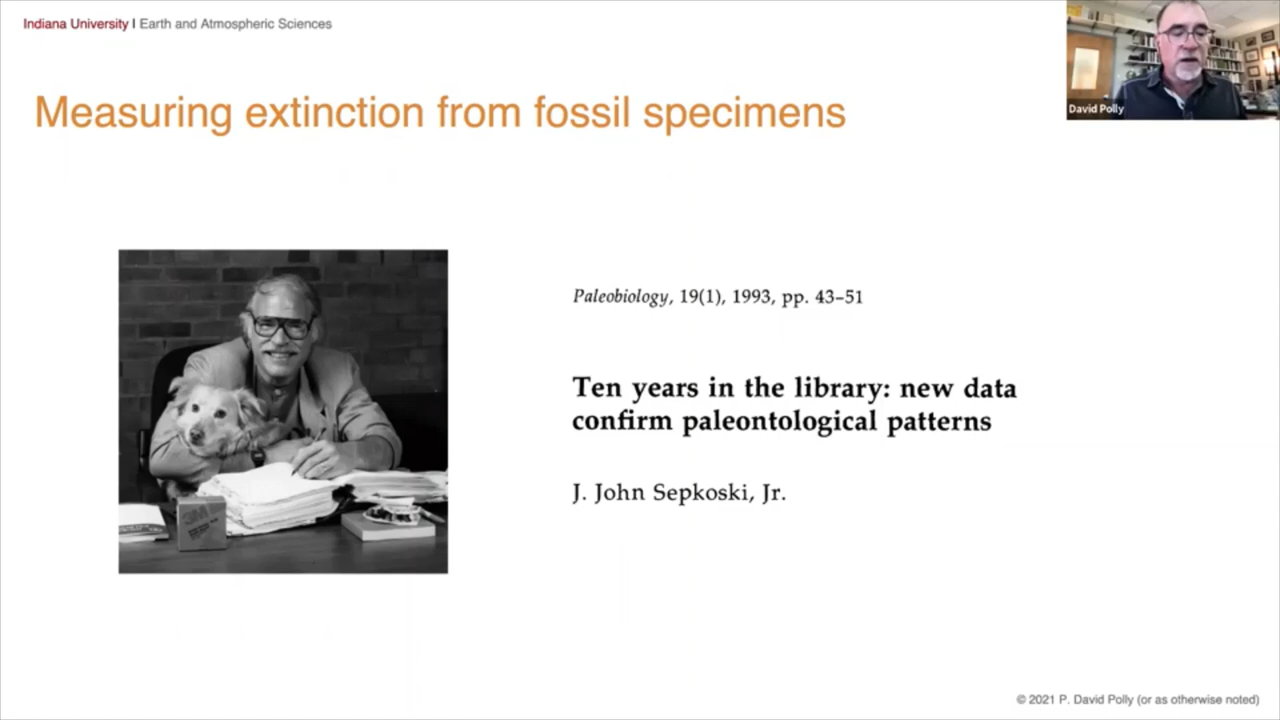 Indiana University | Earth and Atmospheric Sciences
David Polly
Measuring extinction from fossil specimens
Paleobiology, 19(1), 1993, pp. 43–51
Ten years in the library: new data
confirm paleontological patterns
J. John Sepkoski, Jr.
3M
© 2021 P. David Polly (or as otherwise noted)